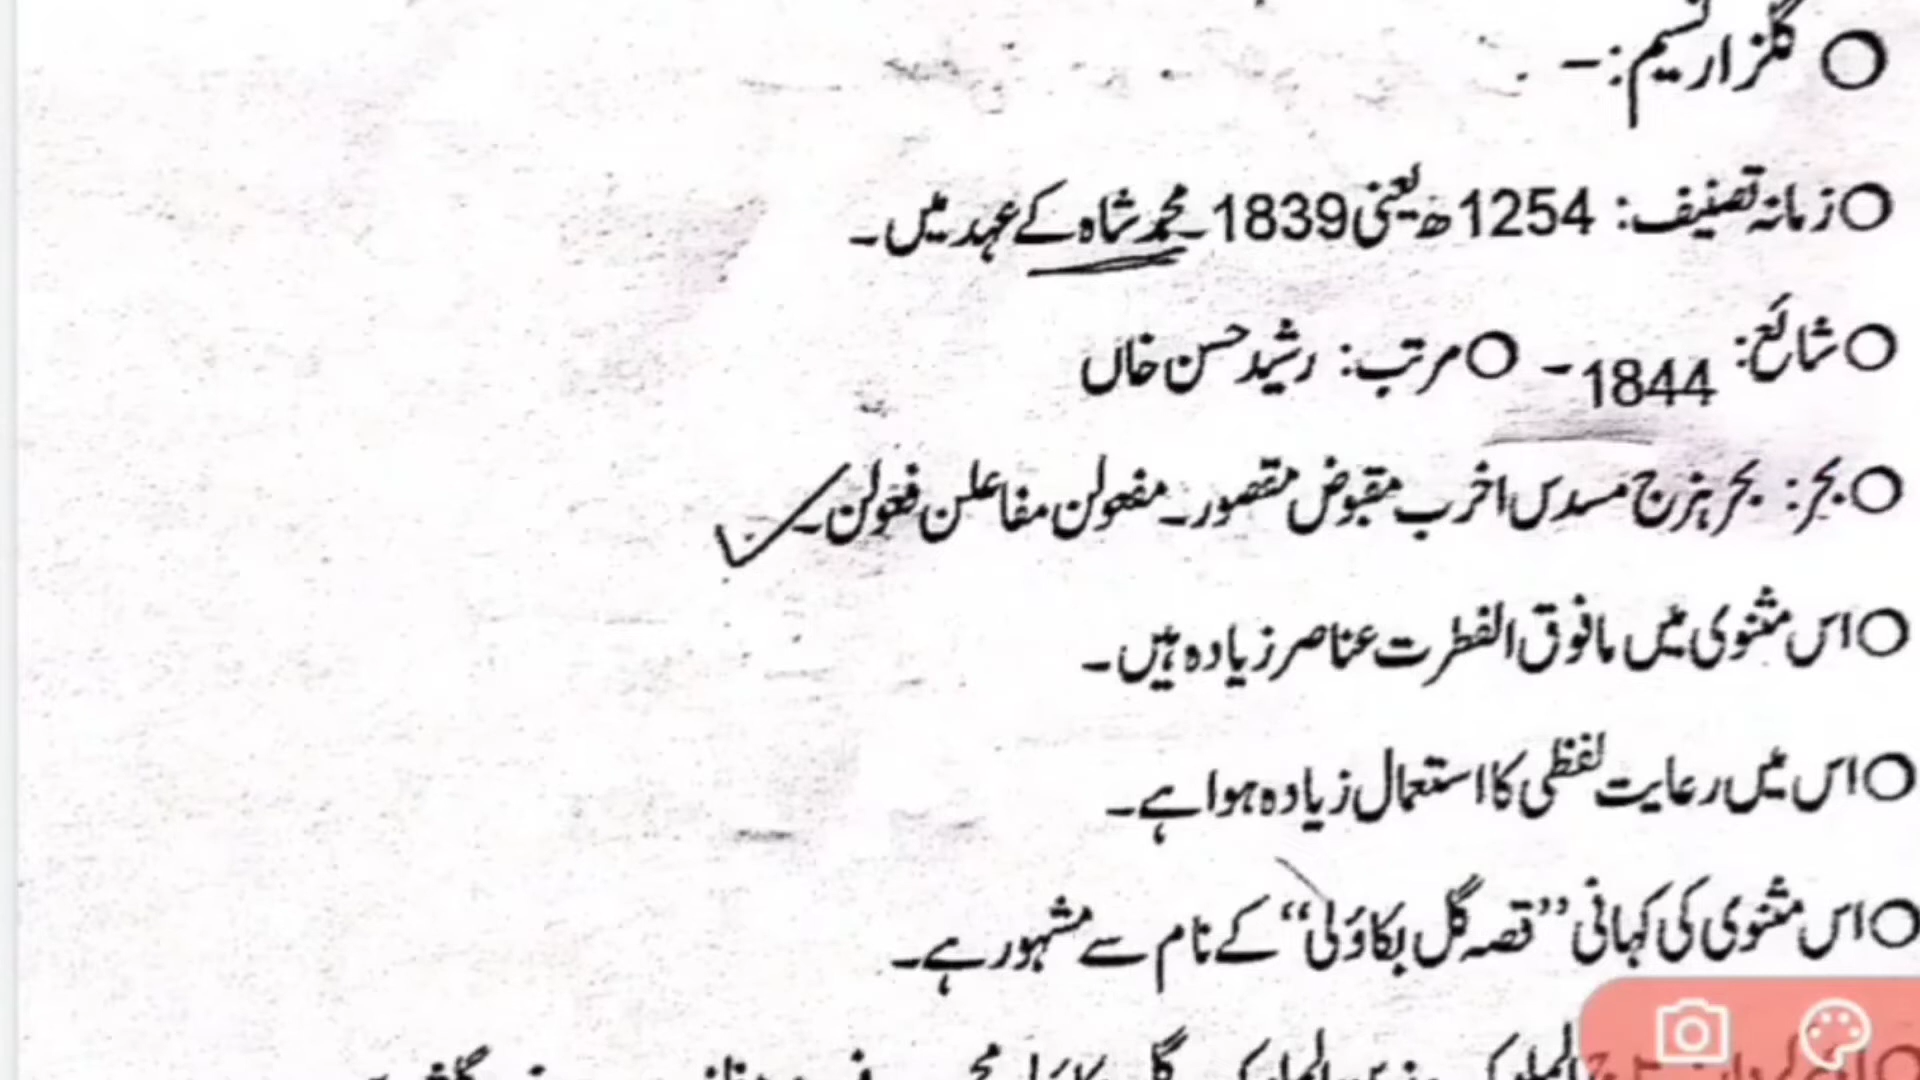 ○ گلزار نسیم:-
○ زمانہ تصنیف: 1254ھ یعنی 1839۔ محمد شاہ کے عہد میں۔
○ شائع: 1844- ○ مرتب: رشید حسن خاں
○ بحر: بحر ہزج مسدس اخرب مقبوض مقصور۔ مفعولن مفاعلن فعولن۔
○ اس مثنوی میں مافوق الفطرت عناصر زیادہ ہیں۔
○ اس میں رعایت لفظی کا استعمال زیادہ ہوا ہے۔
○ اس مثنوی کی کہانی ”قصہ گل بکاؤلی“ کے نام سے مشہور ہے۔